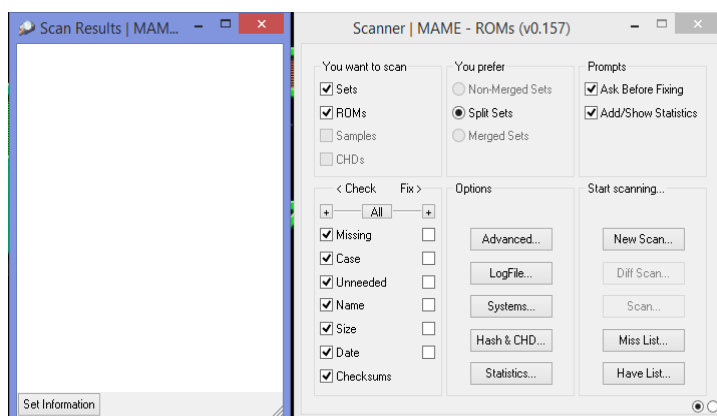 Scan Results | MAM...
Set Information
Scanner | MAME - ROMs (v0.157)
You want to scan
Sets
ROMs
Samples
CHDs
You prefer
Non-Merged Sets
Split Sets
Merged Sets
Prompts
Ask Before Fixing
Add/Show Statistics
< Check Fix >
+ All +
Missing
Case
Unneeded
Name
Size
Date
Checksums
Options
Advanced...
LogFile...
Systems...
Hash & CHD...
Statistics...
Start scanning...
New Scan...
Diff Scan...
Scan...
Miss List...
Have List...